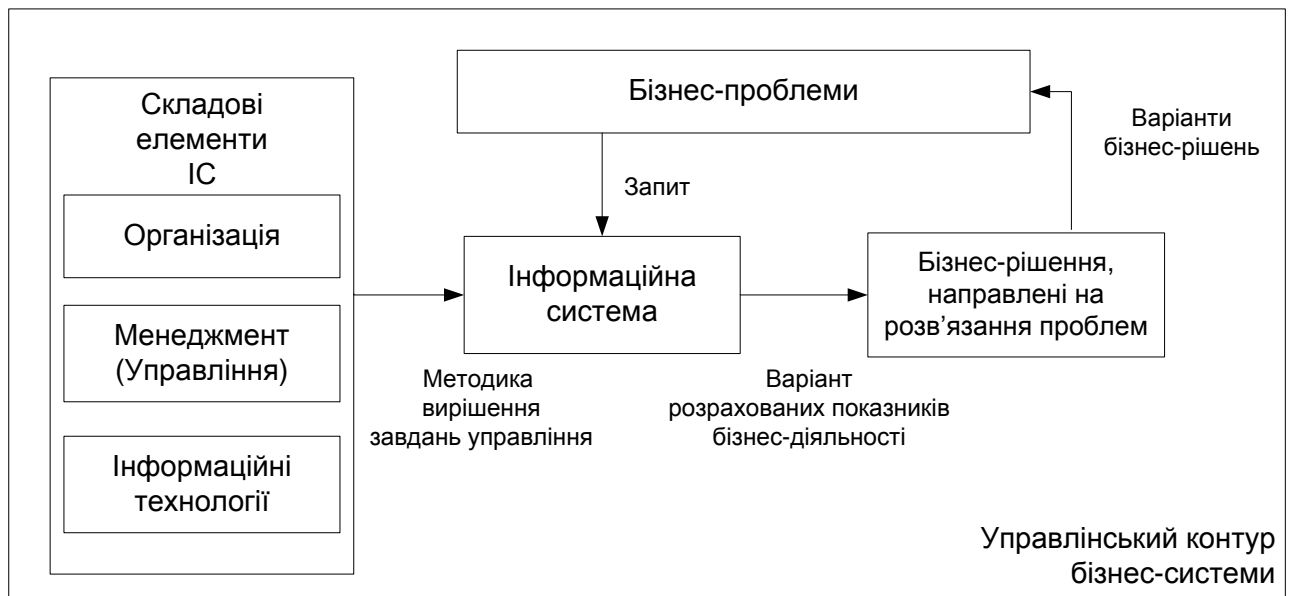 Складові
елементи
ІС
Організація
Менеджмент
(Управління)
Інформаційні
технології
Бізнес-проблеми
Запит
Інформаційна
система
Методика
вирішення
завдань управління
Варіант
розрахованих показників
бізнес-діяльності
Бізнес-рішення,
направлені на
розв’язання проблем
Варіанти
бізнес-рішень
Управлінський контур
бізнес-системи